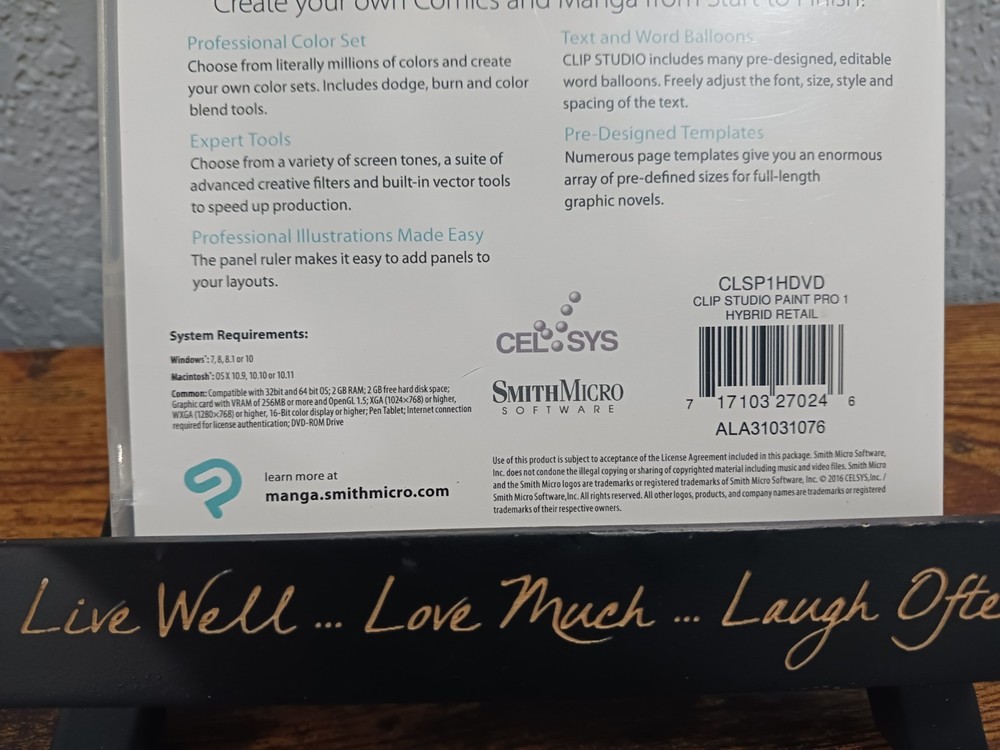 Create your own Comics and Manga from Start to Finish!
Professional Color Set
Choose from literally millions of colors and create
your own color sets. Includes dodge, burn and color
blend tools.
Expert Tools
Choose from a variety of screen tones, a suite of
advanced creative filters and built-in vector tools
to speed up production.
Professional Illustrations Made Easy
The panel ruler makes it easy to add panels to
your layouts.
Text and Word Balloons
CLIP STUDIO includes many pre-designed, editable
word balloons. Freely adjust the font, size, style and
spacing of the text.
Pre-Designed Templates
Numerous page templates give you an enormous
array of pre-defined sizes for full-length
graphic novels.
System Requirements:
Windows®: 7, 8, 8.1 or 10
Macintosh®: OS X 10.9, 10.10 or 10.11
Common: Compatible with 32bit and 64 bit OS; 2 GB RAM; 2 GB free hard disk space;
Graphic card with VRAM of 256MB or more and OpenGL 1.5; XGA (1024×768) or higher,
WXGA (1280×768) or higher, 16-Bit color display or higher; Pen Tablet; Internet connection
required for license authentication; DVD-ROM Drive
learn more at
manga.smithmicro.com
CELSYS
SMITHMICRO
SOFTWARE
CLSP1HDVD
CLIP STUDIO PAINT PRO 1
HYBRID RETAIL
7 17103 27024 6
ALA31031076
Use of this product is subject to acceptance of the License Agreement included in this package. Smith Micro Software,
Inc. does not condone the illegal copying or sharing of copyrighted material including music and video files. Smith Micro
and the Smith Micro logos are trademarks or registered trademarks of Smith Micro Software, Inc. © 2016 CELSYS, Inc. /
Smith Micro Software, Inc. All rights reserved. All other logos, products, and company names are trademarks or registered
trademarks of their respective owners.
Live Well ... Love Much ... Laugh Ofte